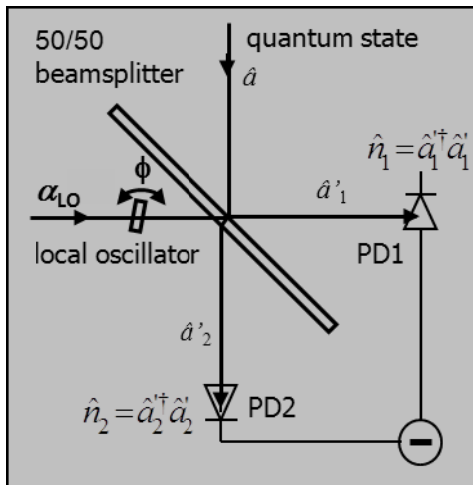 50/50
beamsplitter
quantum state
â
n̂₁ = â'₁†â'₁
ϕ
α_LO
â'₁
local oscillator
PD1
â'₂
n̂₂ = â'₂†â'₂
PD2
−